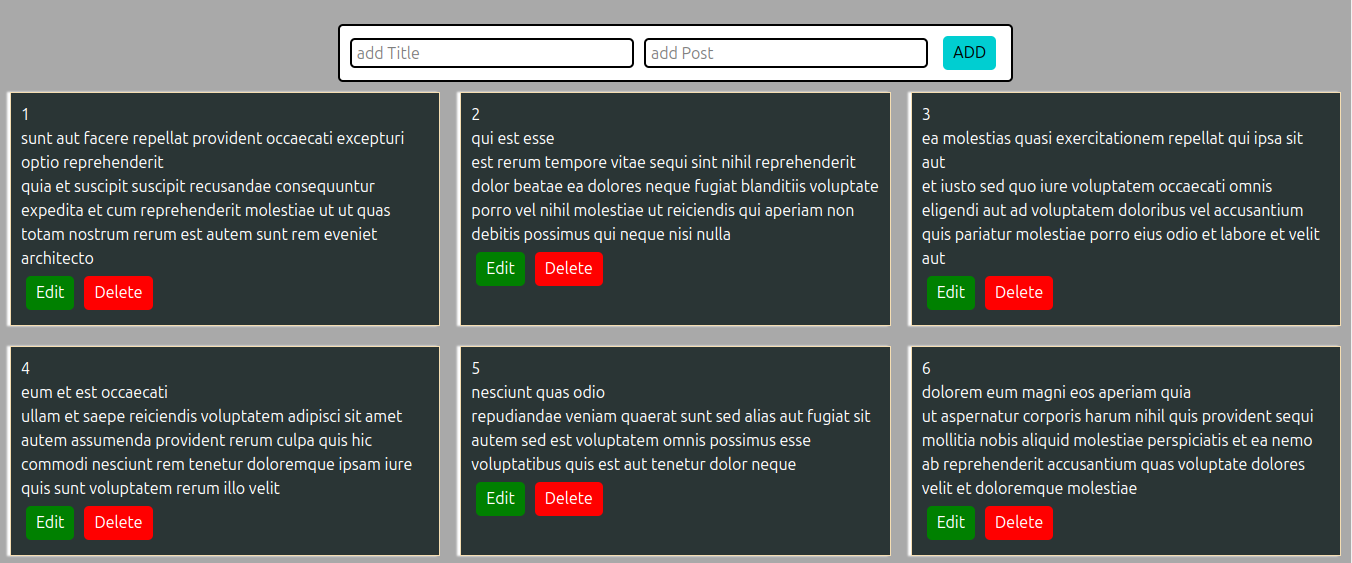 add Title
add Post
ADD
1
sunt aut facere repellat provident occaecati excepturi
optio reprehenderit
quia et suscipit suscipit recusandae consequuntur
expedita et cum reprehenderit molestiae ut ut quas
totam nostrum rerum est autem sunt rem eveniet
architecto
Edit Delete
2
qui est esse
est rerum tempore vitae sequi sint nihil reprehenderit
dolor beatae ea dolores neque fugiat blanditiis voluptate
porro vel nihil molestiae ut reiciendis qui aperiam non
debitis possimus qui neque nisi nulla
Edit Delete
3
ea molestias quasi exercitationem repellat qui ipsa sit
aut
et iusto sed quo iure voluptatem occaecati omnis
eligendi aut ad voluptatem doloribus vel accusantium
quis pariatur molestiae porro eius odio et labore et velit
aut
Edit Delete
4
eum et est occaecati
ullam et saepe reiciendis voluptatem adipisci sit amet
autem assumenda provident rerum culpa quis hic
commodi nesciunt rem tenetur doloremque ipsam iure
quis sunt voluptatem rerum illo velit
Edit Delete
5
nesciunt quas odio
repudiandae veniam quaerat sunt sed alias aut fugiat sit
autem sed est voluptatem omnis possimus esse
voluptatibus quis est aut tenetur dolor neque
Edit Delete
6
dolorem eum magni eos aperiam quia
ut aspernatur corporis harum nihil quis provident sequi
mollitia nobis aliquid molestiae perspiciatis et ea nemo
ab reprehenderit accusantium quas voluptate dolores
velit et doloremque molestiae
Edit Delete